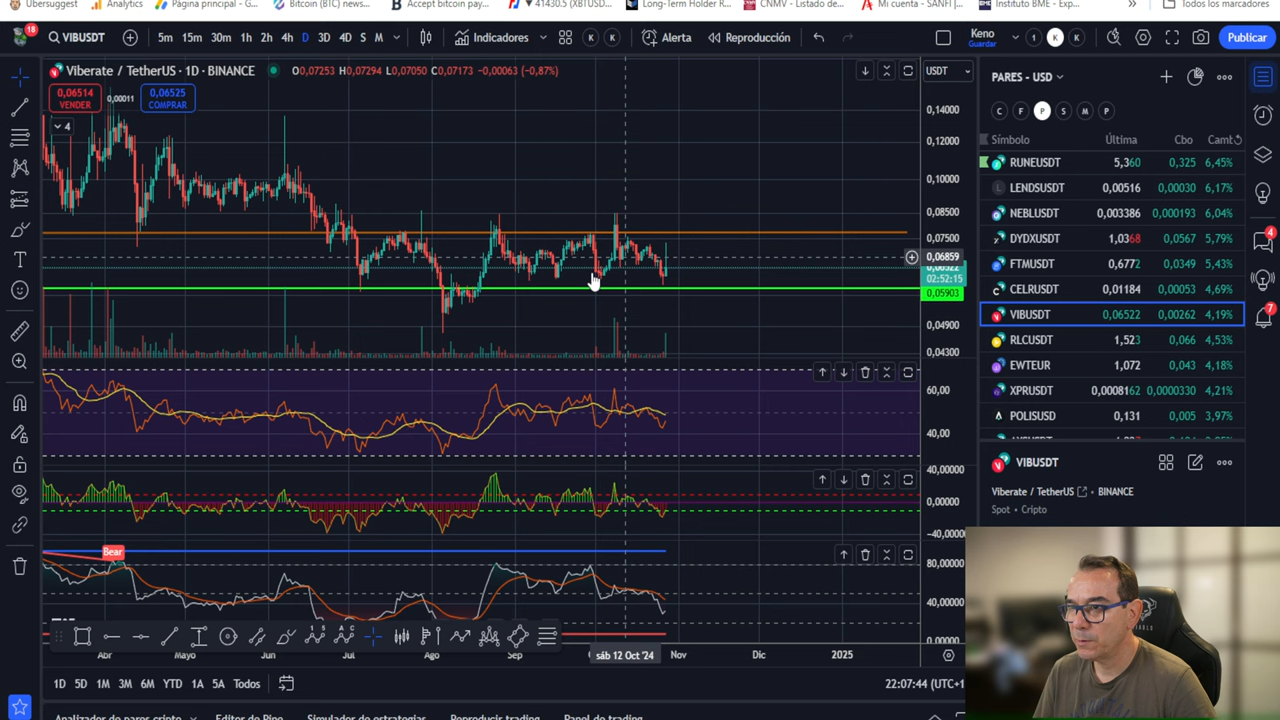 Ubersuggest
Analytics
Página principal - G...
Bitcoin (BTC) news...
Accept bitcoin pay...
41430.5 (XBTUSD...
Long-Term Holder R...
CNMV - Listado de...
Mi cuenta - SANFI |...
Instituto BME - Exp...
»
Todos los marcadores
18
VIBUSDT
5m 15m 30m 1h 2h 4h D 3D 4D S M
Indicadores
K K
Alerta
Reproducción
Keno
Guardar
1 K K
Publicar
Viberate / TetherUS · 1D · BINANCE
O0,07253 H0,07294 L0,07050 C0,07173 −0,00063 (−0,87%)
USDT
0,06514
VENDER
0,00011
0,06525
COMPRAR
4
0,14000
0,12000
0,10000
0,08500
0,07500
0,06859
0,06522
02:52:15
0,05903
0,04900
0,04300
60,00
40,00
40,00000
0,00000
−40,0000
Bear
80,00000
40,00000
0,00000
Abr Mayo Jun Jul Ago Sep
sáb 12 Oct '24
Nov Dic 2025
1D 5D 1M 3M 6M YTD 1A 5A Todos
22:07:44 (UTC+1
Analizador de pares cripto
Editor de Pine
Simulador de estrategias
Reproducir trading
Panel de trading
PARES - USD
C F P S M P
Símbolo Última Cbo Camt
RUNEUSDT 5,360 0,325 6,45%
LENDSUSDT 0,00516 0,00030 6,17%
NEBLUSDT 0,003386 0,000193 6,04%
DYDXUSDT 1,0368 0,0567 5,79%
FTMUSDT 0,6772 0,0349 5,43%
CELRUSDT 0,01184 0,00053 4,69%
VIBUSDT 0,06522 0,00262 4,19%
RLCUSDT 1,523 0,066 4,53%
EWTEUR 1,072 0,043 4,18%
XPRUSDT 0,0008162 0,0000330 4,21%
POLISUSD 0,131 0,005 3,97%
VIBUSDT
Viberate / TetherUS
BINANCE
Spot • Cripto
4
7